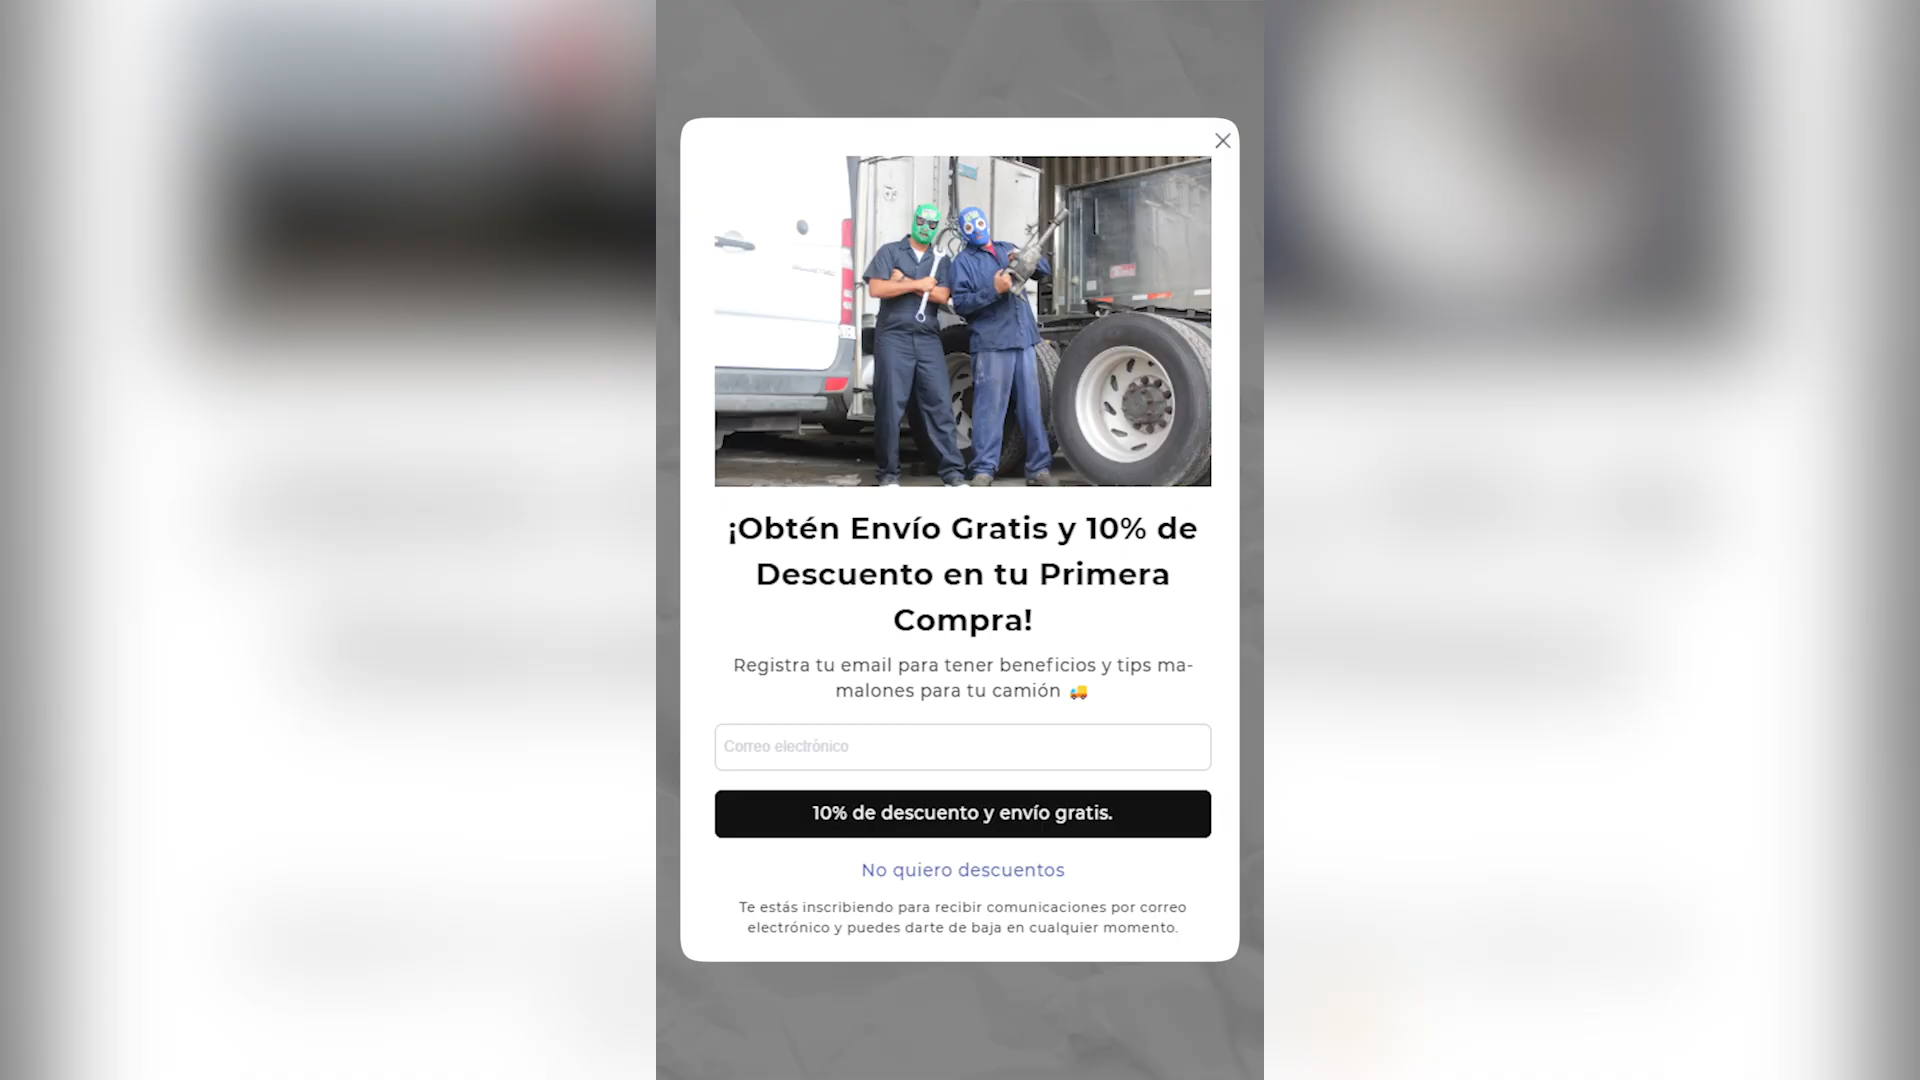 ¡Obtén Envío Gratis y 10% de
Descuento en tu Primera
Compra!
Registra tu email para tener beneficios y tips ma-
malones para tu camión 🚚
Correo electrónico
10% de descuento y envío gratis.
No quiero descuentos
Te estás inscribiendo para recibir comunicaciones por correo
electrónico y puedes darte de baja en cualquier momento.